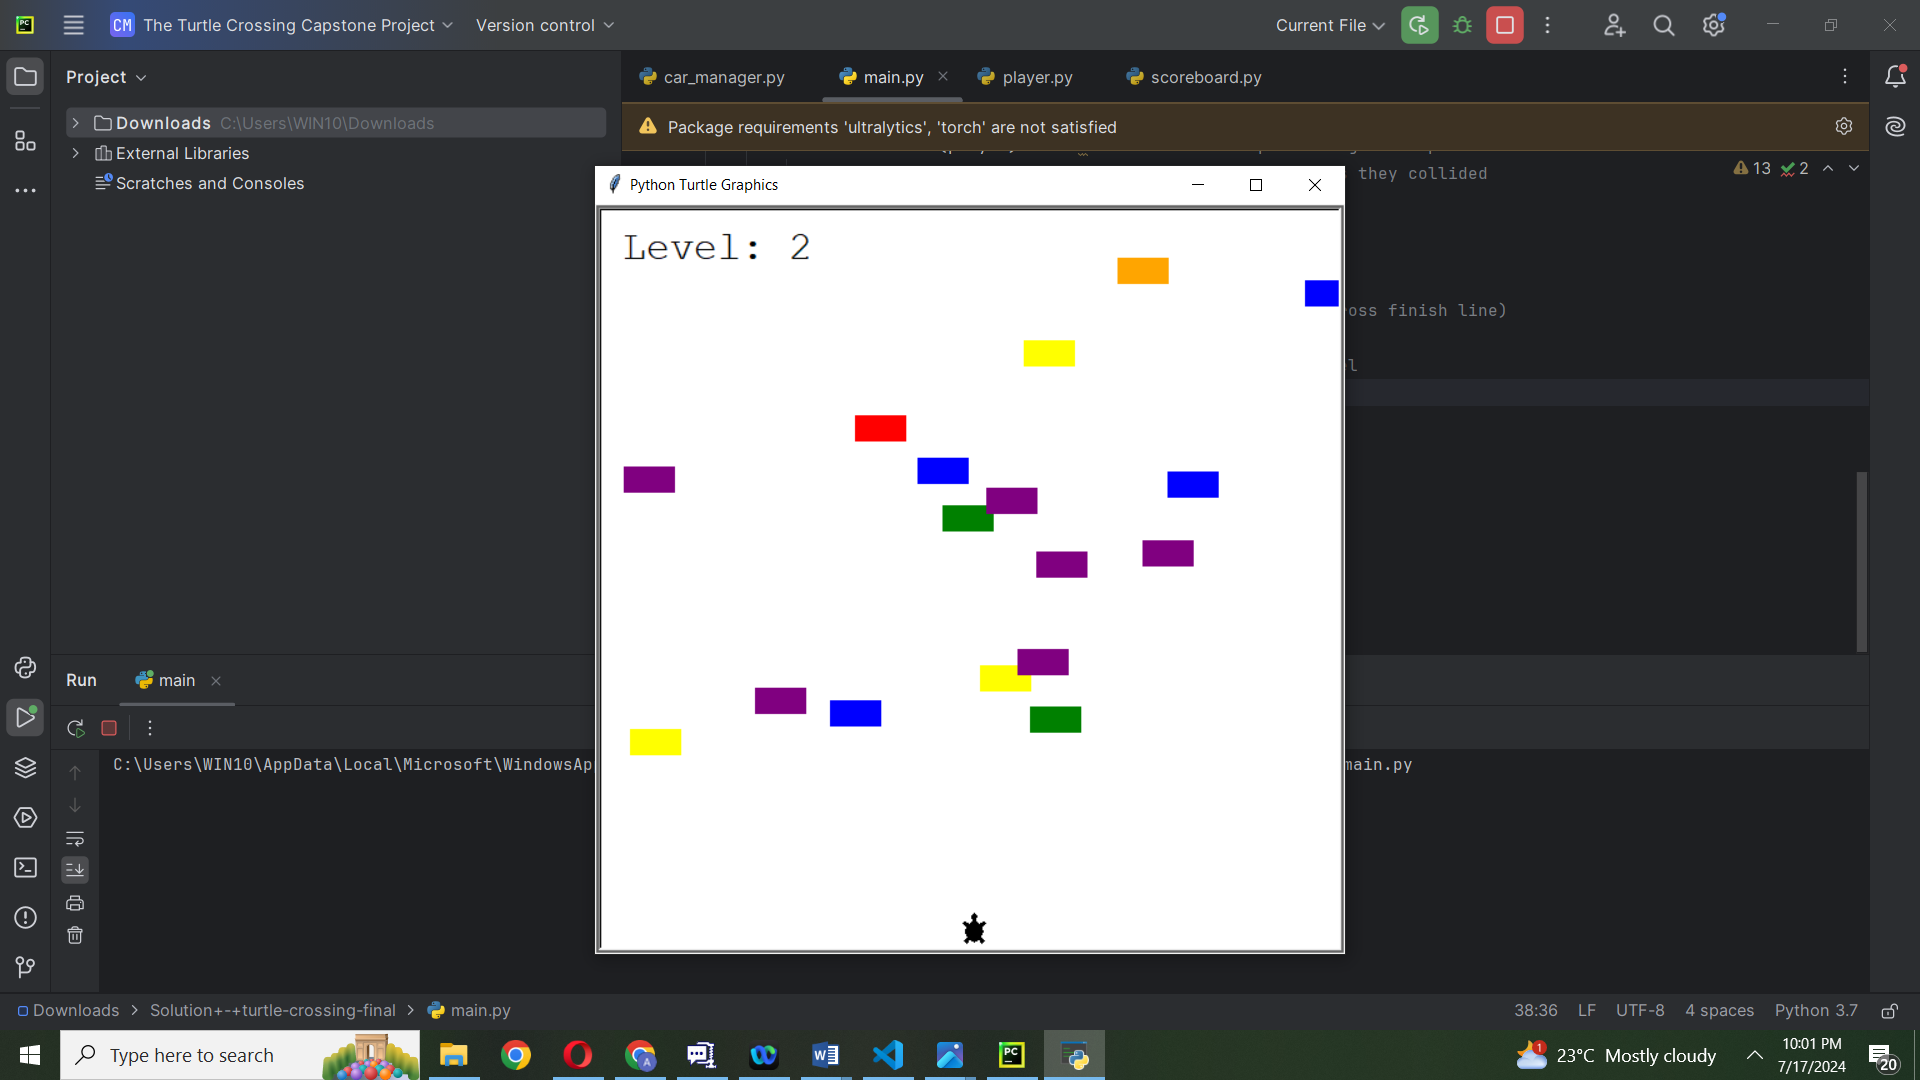 CM The Turtle Crossing Capstone Project Version control Current File
Project
car_manager.py main.py player.py scoreboard.py
Downloads C:\Users\WIN10\Downloads
Package requirements 'ultralytics', 'torch' are not satisfied
External Libraries
they collided 13 2
Scratches and Consoles
Python Turtle Graphics
Level: 2
finish line)
Run main
C:\Users\WIN10\AppData\Local\Microsoft\WindowsAp main.py
Downloads > Solution+-+turtle-crossing-final > main.py 38:36 LF UTF-8 4 spaces Python 3.7
Type here to search 23°C Mostly cloudy 10:01 PM
7/17/2024 20